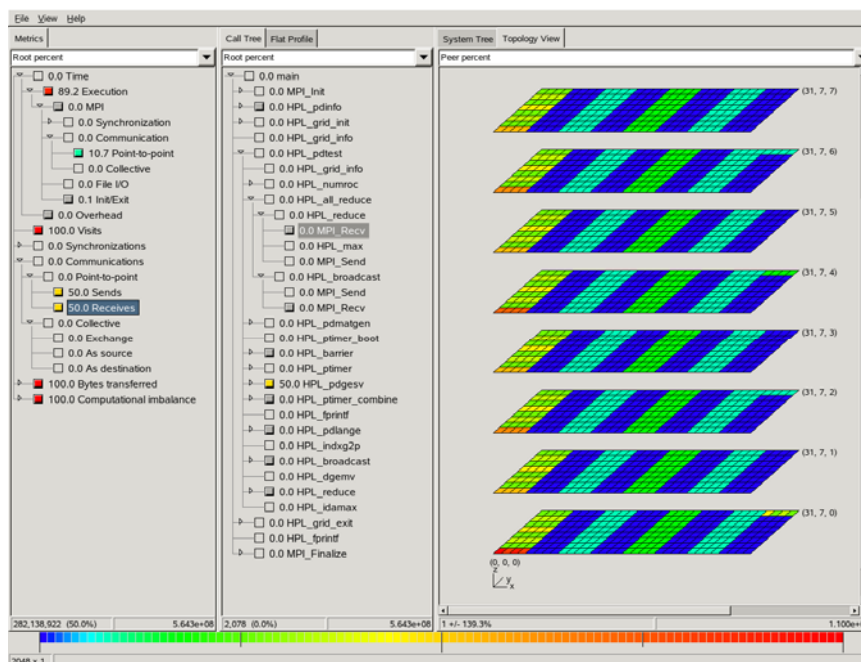 File View Help
Metrics
Call Tree Flat Profile
System Tree Topology View
Root percent
Root percent
Peer percent
0.0 Time
89.2 Execution
0.0 MPI
0.0 Synchronization
0.0 Communication
10.7 Point-to-point
0.0 Collective
0.0 File I/O
0.1 Init/Exit
0.0 Overhead
100.0 Visits
0.0 Synchronizations
0.0 Communications
0.0 Point-to-point
50.0 Sends
50.0 Receives
0.0 Collective
0.0 Exchange
0.0 As source
0.0 As destination
100.0 Bytes transferred
100.0 Computational imbalance
0.0 main
0.0 MPI_Init
0.0 HPL_pdinfo
0.0 HPL_grid_init
0.0 HPL_grid_info
0.0 HPL_pdtest
0.0 HPL_grid_info
0.0 HPL_numroc
0.0 HPL_all_reduce
0.0 HPL_reduce
0.0 MPI_Recv
0.0 HPL_max
0.0 MPI_Send
0.0 HPL_broadcast
0.0 MPI_Send
0.0 MPI_Recv
0.0 HPL_pdmatgen
0.0 HPL_ptimer_boot
0.0 HPL_barrier
0.0 HPL_ptimer
50.0 HPL_pdgesv
0.0 HPL_ptimer_combine
0.0 HPL_fprintf
0.0 HPL_pdlange
0.0 HPL_indxg2p
0.0 HPL_broadcast
0.0 HPL_dgemv
0.0 HPL_reduce
0.0 HPL_idamax
0.0 HPL_grid_exit
0.0 HPL_fprintf
0.0 MPI_Finalize
(31, 7, 7)
(31, 7, 6)
(31, 7, 5)
(31, 7, 4)
(31, 7, 3)
(31, 7, 2)
(31, 7, 1)
(31, 7, 0)
(0, 0, 0)
z
y
x
282,138,922 (50.0%) 5.643e+08
2,078 (0.0%) 5.643e+08
1 +/- 139.3%